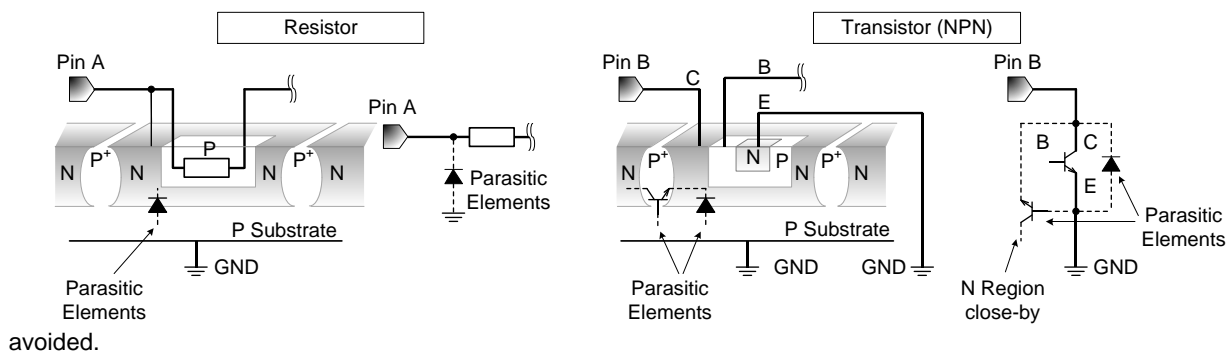 Resistor
Transistor (NPN)
Pin A
Pin B
B
Pin B
C
E
Pin A
B
C
P
N
P+
N
N
P+
N
N
P+
N
N
P
N
P+
N
E
Parasitic
Elements
Parasitic
Elements
P Substrate
P Substrate
GND
GND
GND
GND
Parasitic
Elements
Parasitic
Elements
N Region
close-by
avoided.